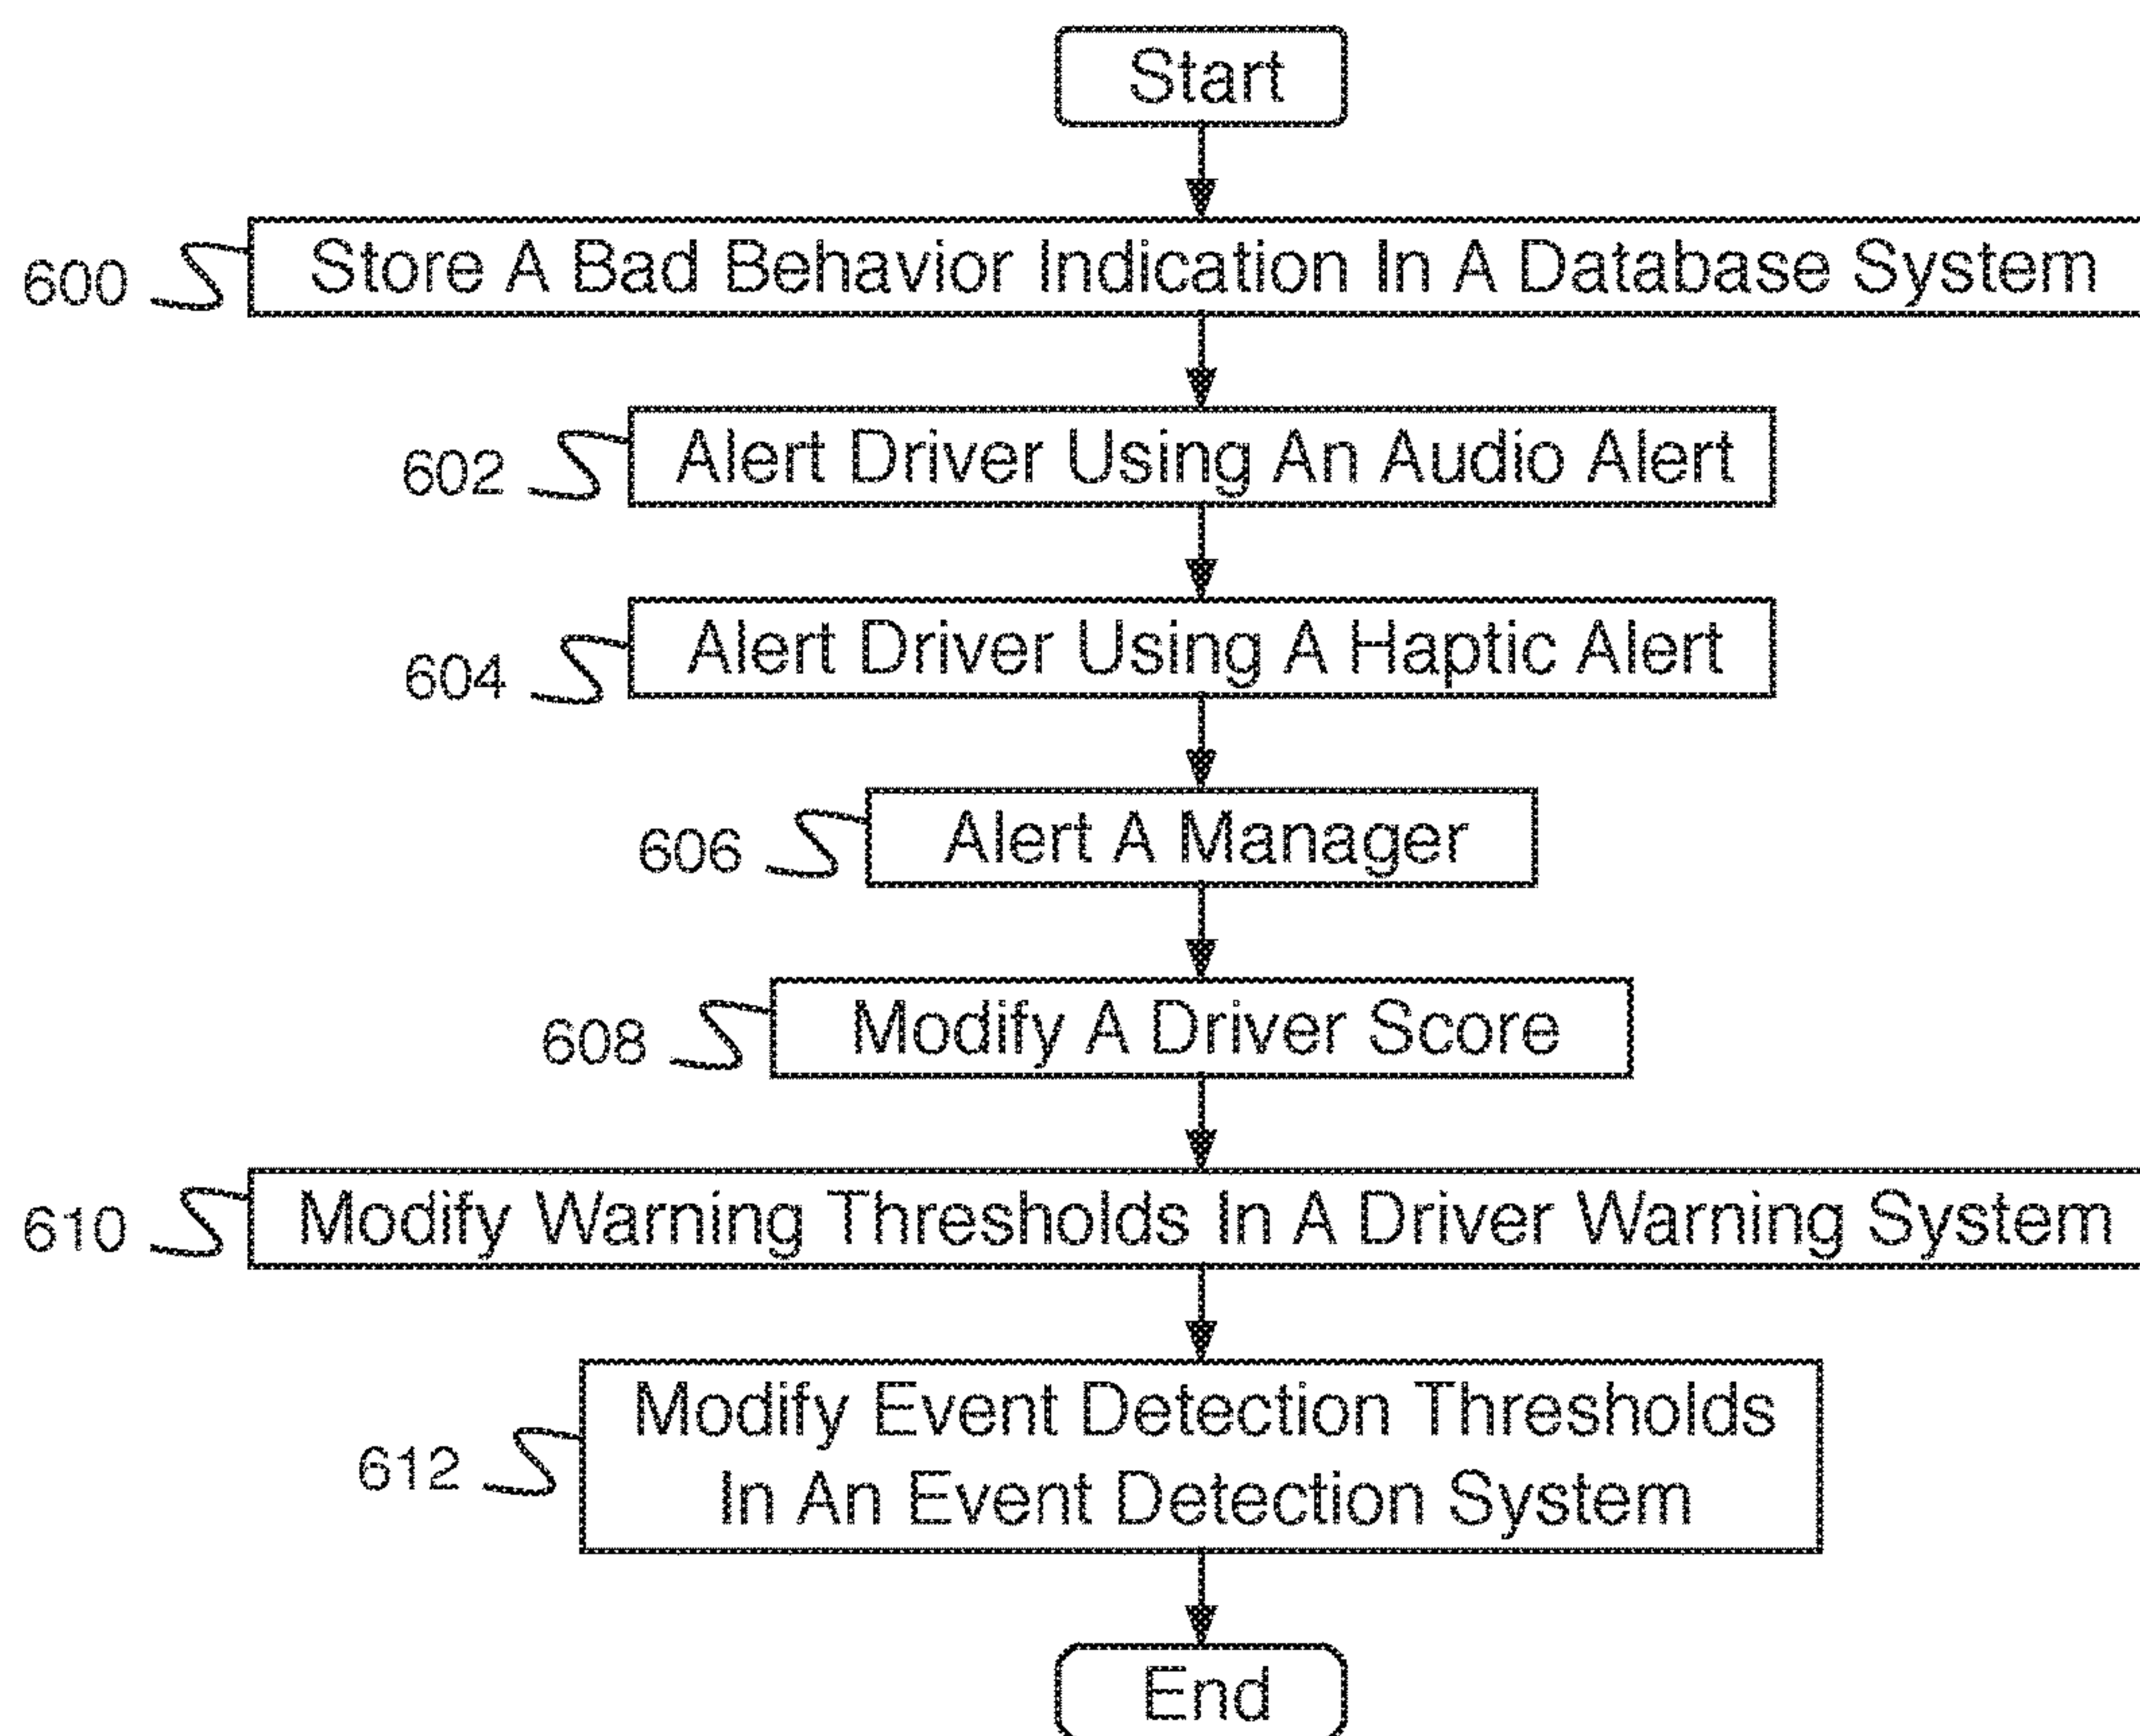 Start
600 Store A Bad Behavior Indication In A Database System
602 Alert Driver Using An Audio Alert
604 Alert Driver Using A Haptic Alert
606 Alert A Manager
608 Modify A Driver Score
610 Modify Warning Thresholds In A Driver Warning System
Modify Event Detection Thresholds
612 In An Event Detection System
End